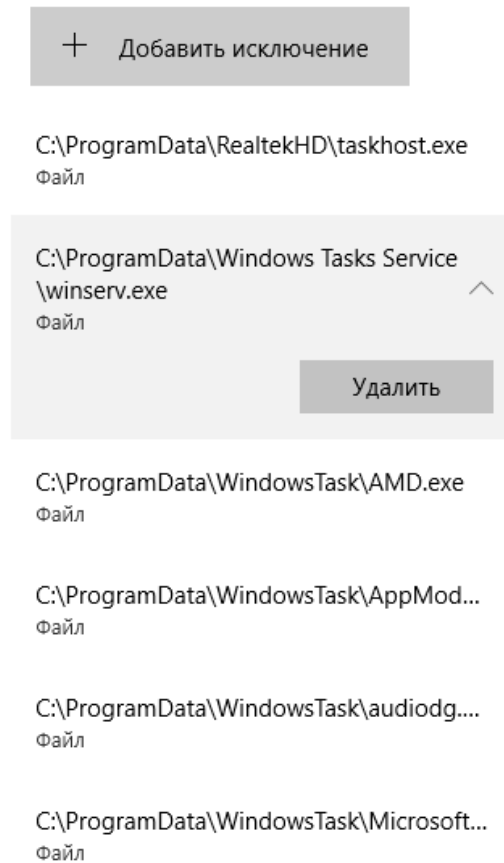 + Добавить исключение
C:\ProgramData\RealtekHD\taskhost.exe
Файл
C:\ProgramData\Windows Tasks Service
\winserv.exe
Файл
Удалить
C:\ProgramData\WindowsTask\AMD.exe
Файл
C:\ProgramData\WindowsTask\AppMod...
Файл
C:\ProgramData\WindowsTask\audiodg....
Файл
C:\ProgramData\WindowsTask\Microsoft...
Файл